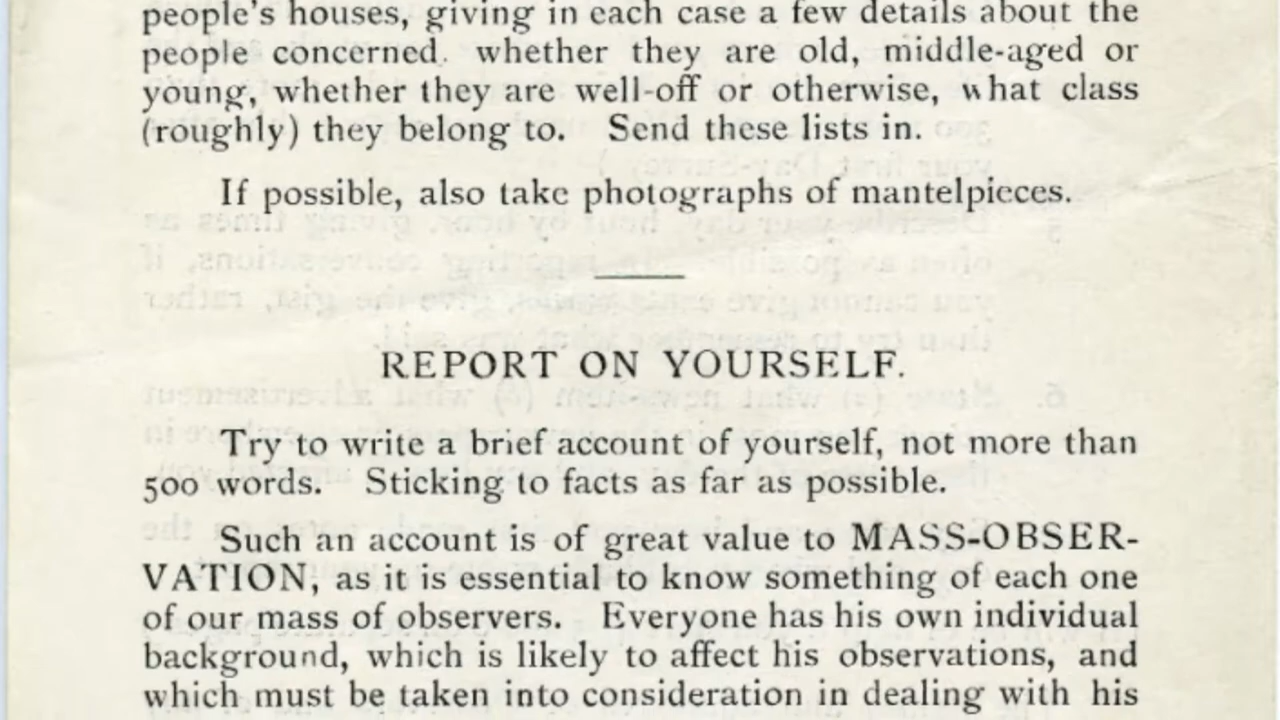 people's houses, giving in each case a few details about the
people concerned. whether they are old, middle-aged or
young, whether they are well-off or otherwise, what class
(roughly) they belong to. Send these lists in.
If possible, also take photographs of mantelpieces.
REPORT ON YOURSELF.
Try to write a brief account of yourself, not more than
500 words. Sticking to facts as far as possible.
Such an account is of great value to MASS-OBSER-
VATION, as it is essential to know something of each one
of our mass of observers. Everyone has his own individual
background, which is likely to affect his observations, and
which must be taken into consideration in dealing with his